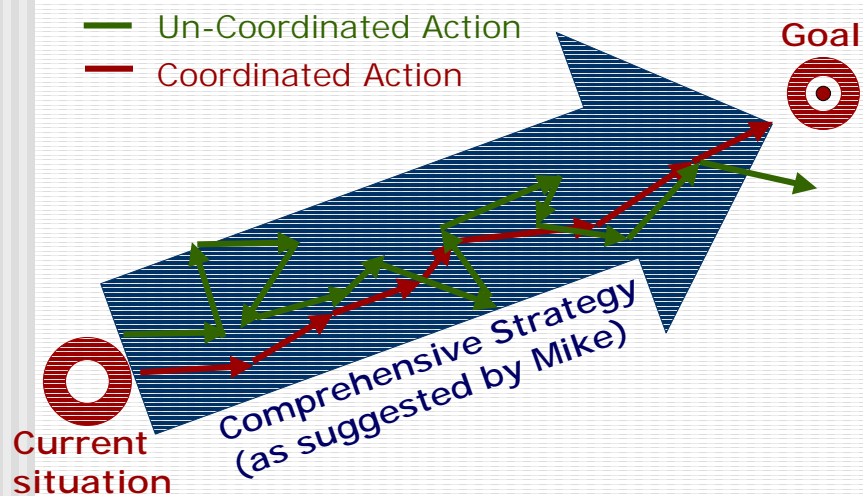 Un-Coordinated Action
Coordinated Action
Goal
Comprehensive Strategy
(as suggested by Mike)
Current
situation